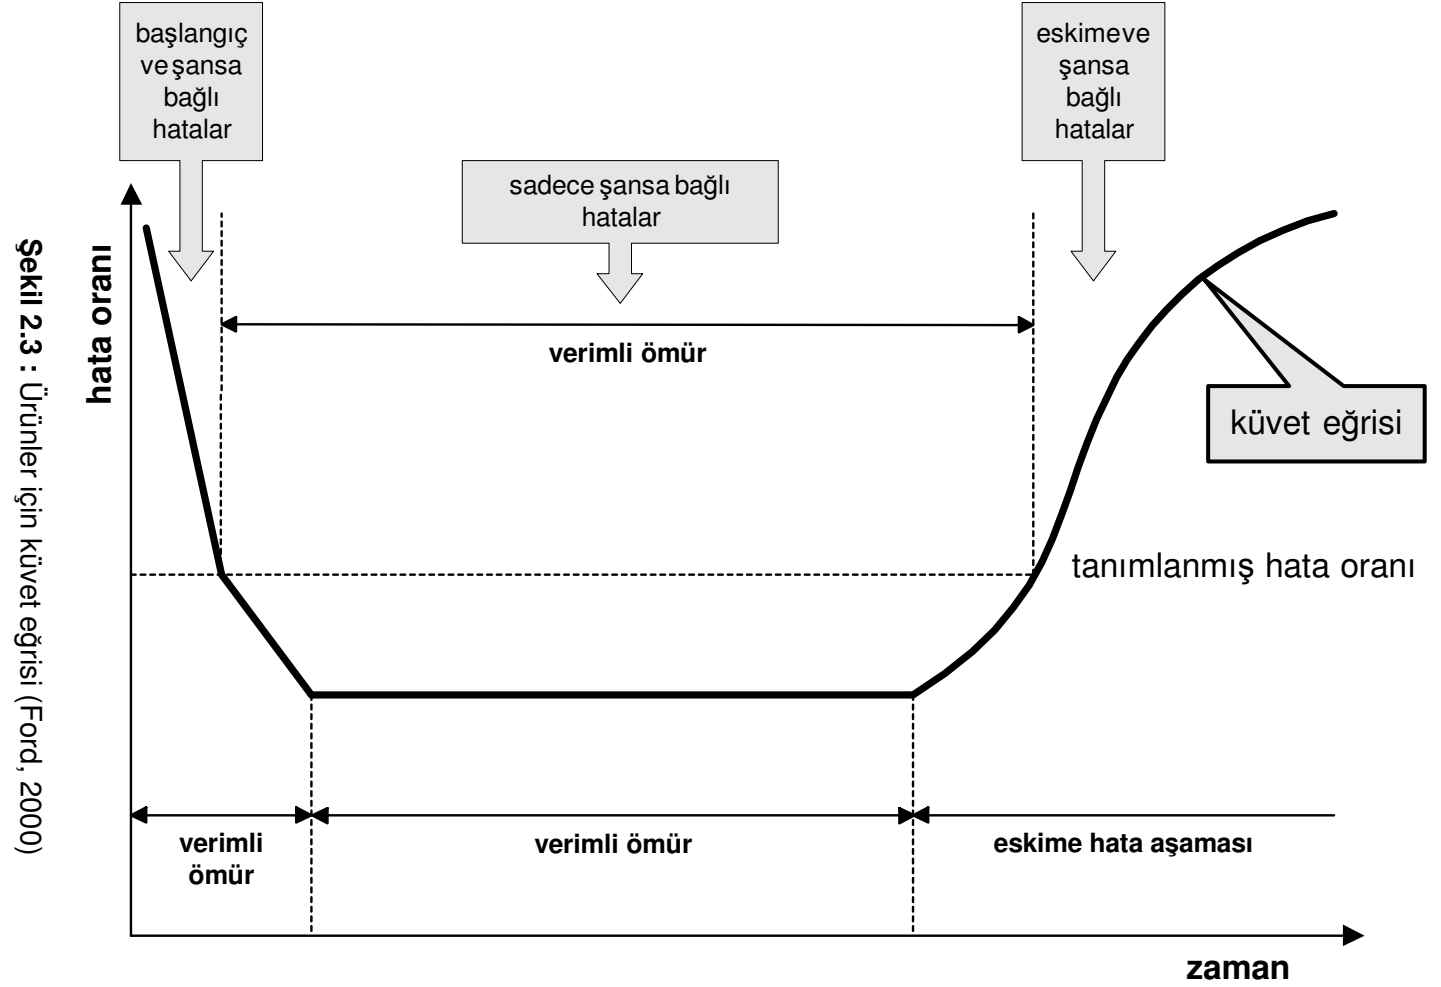 başlangıç
ve şansa
bağlı
hatalar
eskimeve
şansa
bağlı
hatalar
sadece şansa bağlı
hatalar
hata oranı
verimli ömür
küvet eğrisi
tanımlanmış hata oranı
verimli
ömür
verimli ömür
eskime hata aşaması
zaman
Şekil 2.3 : Ürünler için küvet eğrisi (Ford, 2000)